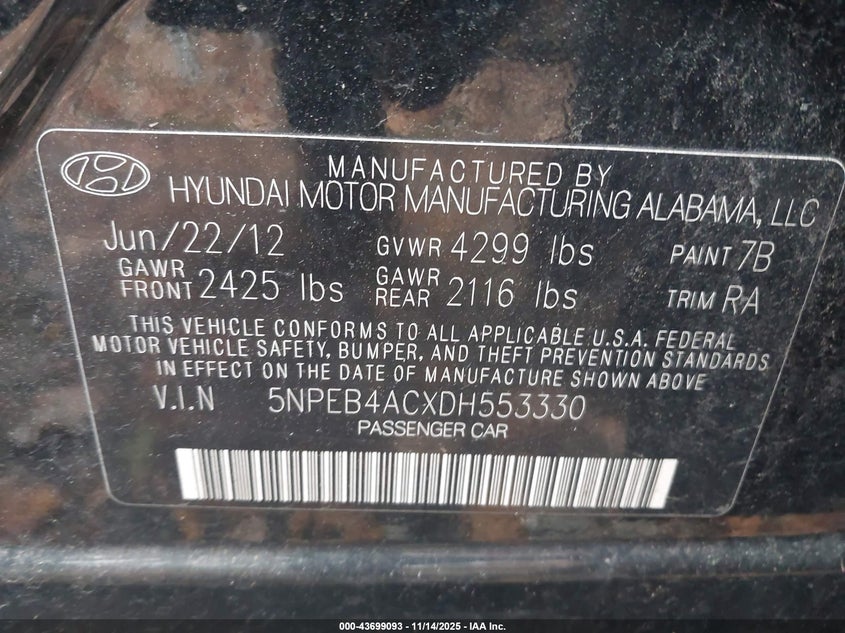 MANUFACTURED BY
HYUNDAI MOTOR MANUFACTURING ALABAMA, LLC
Jun/22/12 GVWR 4299 lbs PAINT 7B
GAWR FRONT 2425 lbs GAWR REAR 2116 lbs TRIM RA
THIS VEHICLE CONFORMS TO ALL APPLICABLE U.S.A. FEDERAL
MOTOR VEHICLE SAFETY, BUMPER, AND THEFT PREVENTION STANDARDS
IN EFFECT ON THE DATE OF MANUFACTURE SHOWN ABOVE
V.I.N 5NPEB4ACXDH553330
PASSENGER CAR
000-43699093 - 11/14/2025 - IAA Inc.